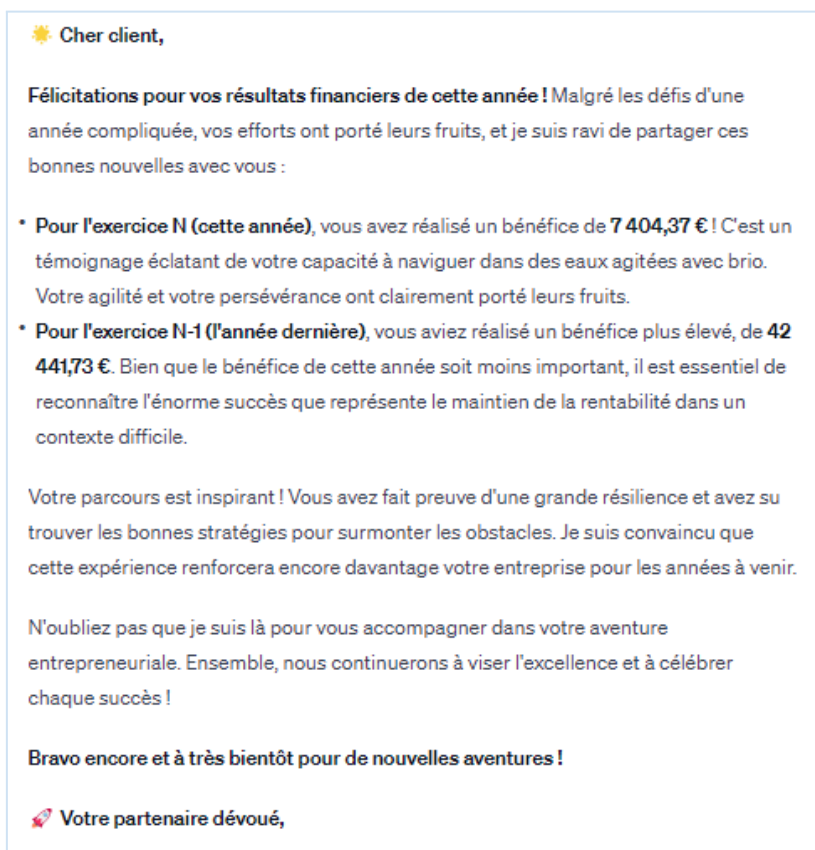 🌟 Cher client,
Félicitations pour vos résultats financiers de cette année ! Malgré les défis d'une
année compliquée, vos efforts ont porté leurs fruits, et je suis ravi de partager ces
bonnes nouvelles avec vous :
• Pour l'exercice N (cette année), vous avez réalisé un bénéfice de 7 404,37 € ! C'est un
témoignage éclatant de votre capacité à naviguer dans des eaux agitées avec brio.
Votre agilité et votre persévérance ont clairement porté leurs fruits.
• Pour l'exercice N-1 (l'année dernière), vous aviez réalisé un bénéfice plus élevé, de 42
441,73 €. Bien que le bénéfice de cette année soit moins important, il est essentiel de
reconnaître l'énorme succès que représente le maintien de la rentabilité dans un
contexte difficile.
Votre parcours est inspirant ! Vous avez fait preuve d'une grande résilience et avez su
trouver les bonnes stratégies pour surmonter les obstacles. Je suis convaincu que
cette expérience renforcera encore davantage votre entreprise pour les années à venir.
N'oubliez pas que je suis là pour vous accompagner dans votre aventure
entrepreneuriale. Ensemble, nous continuerons à viser l'excellence et à célébrer
chaque succès !
Bravo encore et à très bientôt pour de nouvelles aventures !
🚀 Votre partenaire dévoué,